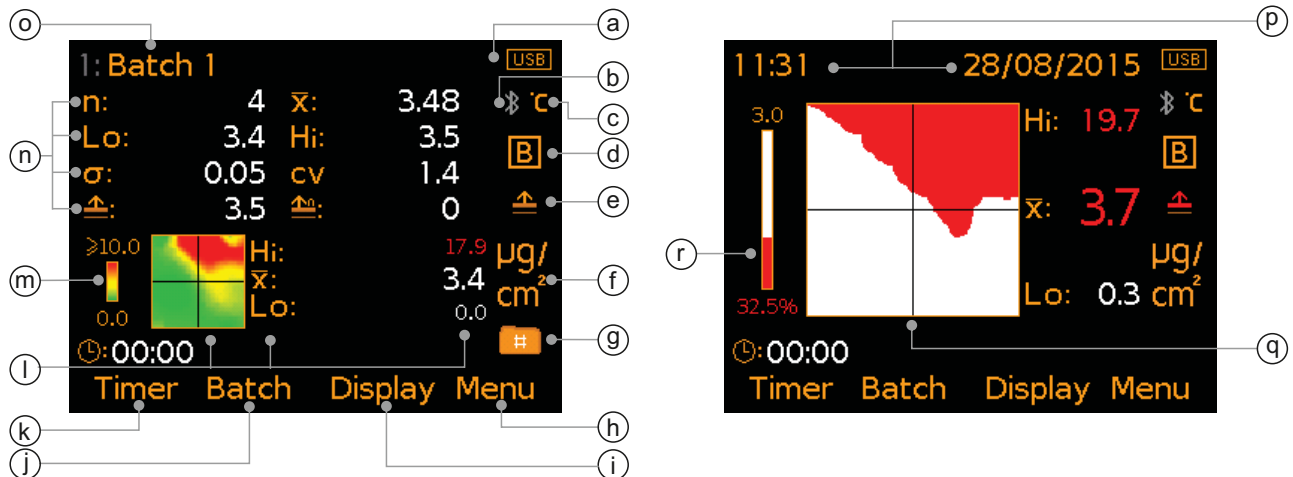 o
a
1: Batch 1
USB
b
n: 4 x̅: 3.48
°C
c
n
Lo: 3.4 Hi: 3.5
B
d
σ: 0.05 cv 1.4
e
: 3.5 n: 0
≥10.0
0.0
m
Hi: 17.9
x̅: 3.4
Lo: 0.0
µg/
cm²
f
#
g
l
:00:00
Timer Batch Display Menu
k
j
i
h
p
11:31 28/08/2015 USB
3.0
32.5%
r
Hi: 19.7
°C
B
x̅: 3.7
µg/
cm²
Lo: 0.3
q
:00:00
Timer Batch Display Menu